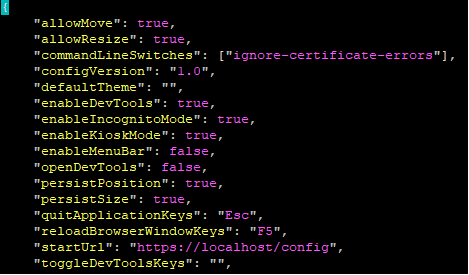 {
"allowMove": true,
"allowResize": true,
"commandLineSwitches": ["ignore-certificate-errors"],
"configVersion": "1.0",
"defaultTheme": "",
"enableDevTools": true,
"enableIncognitoMode": true,
"enableKioskMode": true,
"enableMenuBar": false,
"openDevTools": false,
"persistPosition": true,
"persistSize": true,
"quitApplicationKeys": "Esc",
"reloadBrowserWindowKeys": "F5",
"startUrl": "https://localhost/config",
"toggleDevToolsKeys": "",